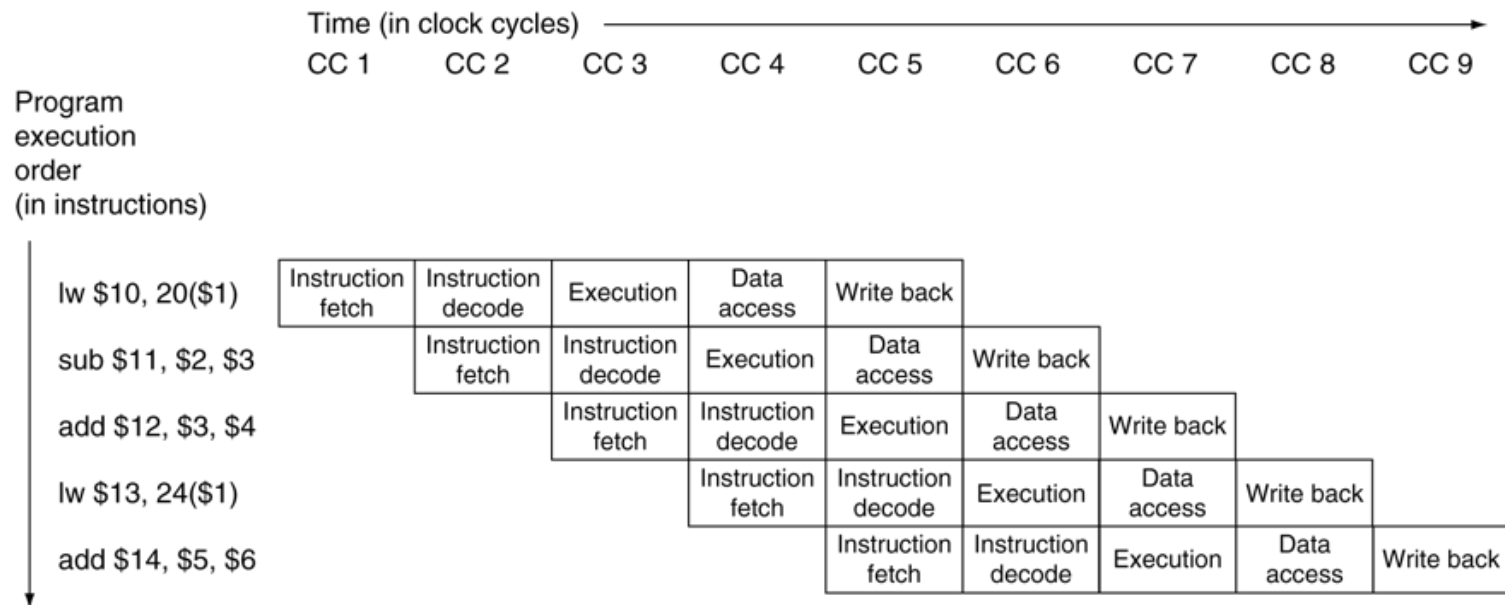 Time (in clock cycles)
CC 1 CC 2 CC 3 CC 4 CC 5 CC 6 CC 7 CC 8 CC 9
Program
execution
order
(in instructions)
lw $10, 20($1)
Instruction
fetch
Instruction
decode
Execution
Data
access
Write back
sub $11, $2, $3
Instruction
fetch
Instruction
decode
Execution
Data
access
Write back
add $12, $3, $4
Instruction
fetch
Instruction
decode
Execution
Data
access
Write back
lw $13, 24($1)
Instruction
fetch
Instruction
decode
Execution
Data
access
Write back
add $14, $5, $6
Instruction
fetch
Instruction
decode
Execution
Data
access
Write back